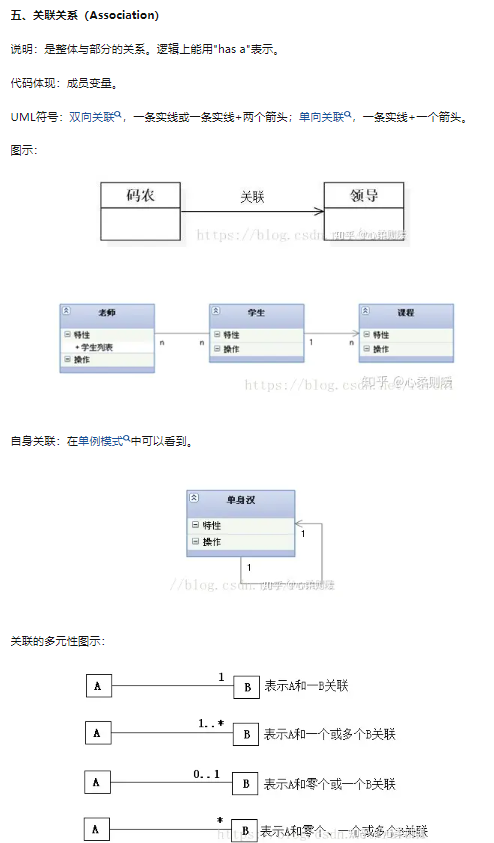 五、关联关系（Association）
说明：是整体与部分的关系。逻辑上能用"has a"表示。
代码体现：成员变量。
UML符号：双向关联，一条实线或一条实线+两个箭头；单向关联，一条实线+一个箭头。
图示：
码农
关联
领导
https://blog.csdn.
知乎 @心柔则暖
老师
特性
+ 学生列表
操作
n
n
学生
特性
操作
1
n
课程
特性
操作
https://blog.csdn.net/
知乎 @心柔则暖
自身关联：在单例模式中可以看到。
单身汉
特性
操作
1
1
//blog.csdn.
知乎 @心柔则暖
关联的多元性图示：
A
1
B
表示A和一B关联
A
1..*
B
表示A和一个或多个B关联
A
0..1
B
表示A和零个或一个B关联
A
*
B
表示A和零个、一个或多个B关联